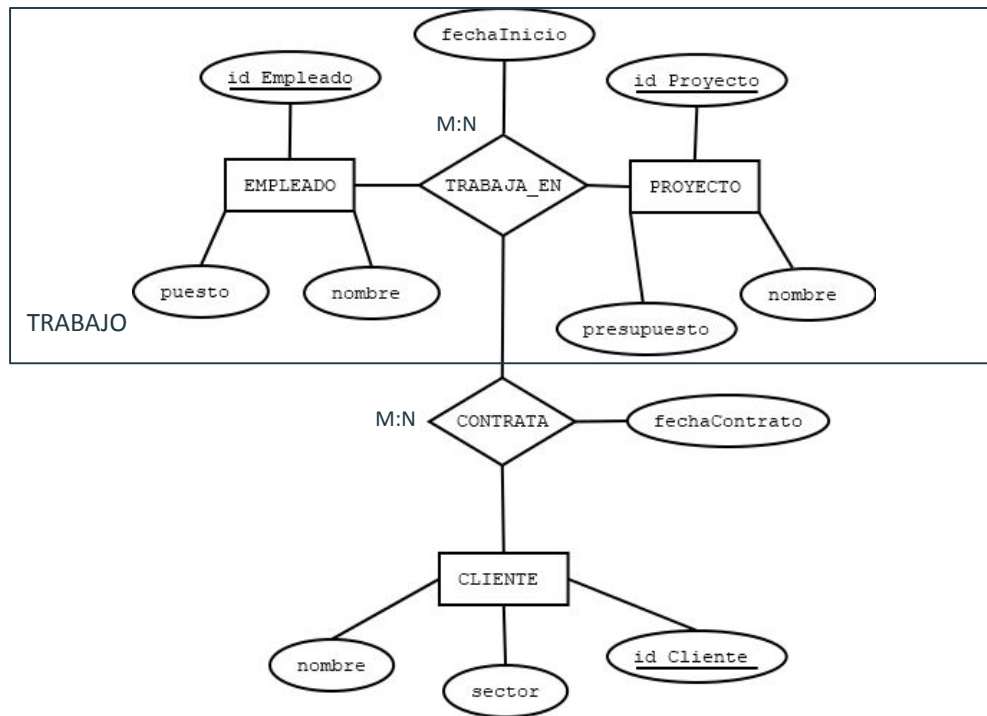 fechaInicio
id Empleado
id Proyecto
M:N
EMPLEADO
TRABAJA_EN
PROYECTO
puesto
nombre
nombre
presupuesto
TRABAJO
M:N
CONTRATA
fechaContrato
CLIENTE
nombre
id Cliente
sector